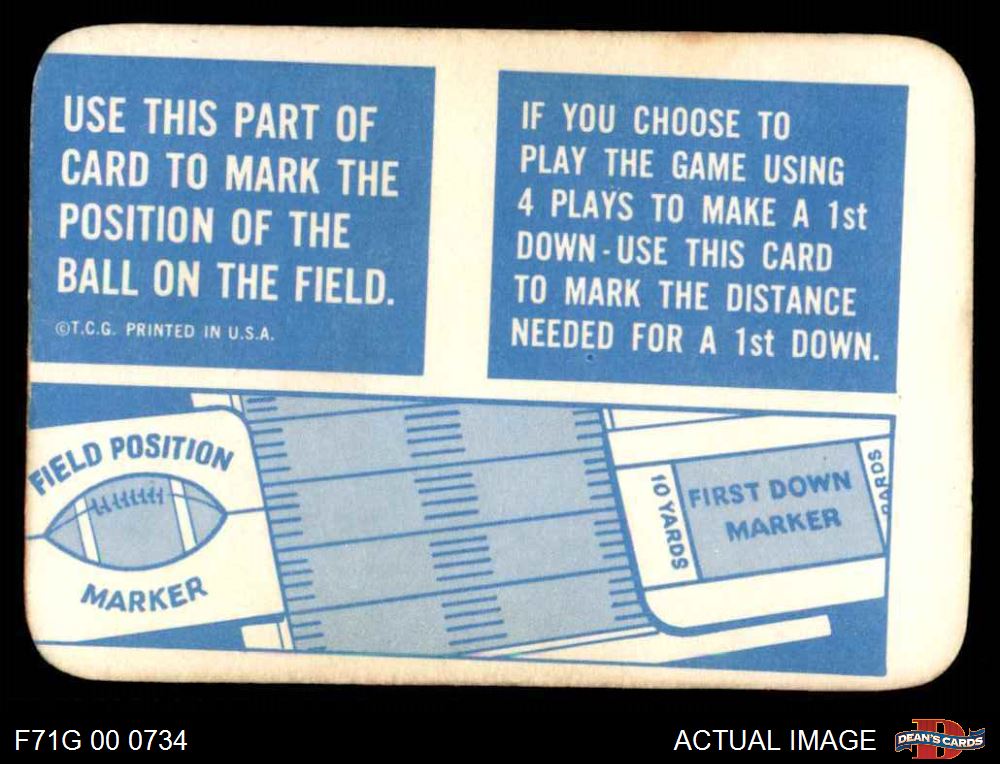 USE THIS PART OF
CARD TO MARK THE
POSITION OF THE
BALL ON THE FIELD.
©T.C.G. PRINTED IN U.S.A.
IF YOU CHOOSE TO
PLAY THE GAME USING
4 PLAYS TO MAKE A 1st
DOWN-USE THIS CARD
TO MARK THE DISTANCE
NEEDED FOR A 1st DOWN.
FIELD POSITION
MARKER
10 YARDS
FIRST DOWN
MARKER
F71G 00 0734
ACTUAL IMAGE
DEAN'S CARDS